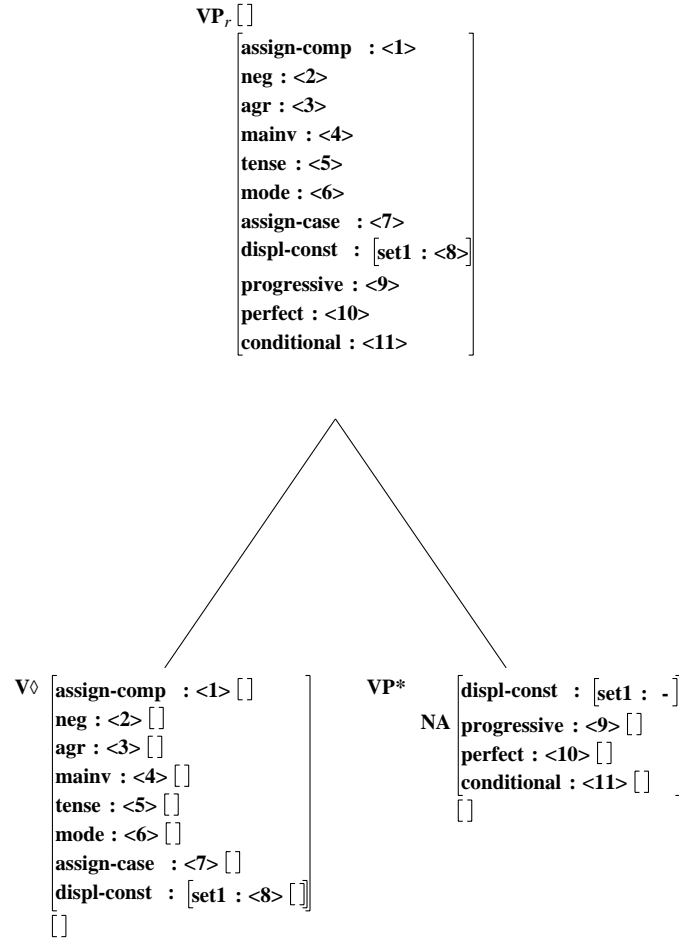 VPr []
assign-comp : <1>
neg : <2>
agr : <3>
mainv : <4>
tense : <5>
mode : <6>
assign-case : <7>
displ-const : [set1 : <8>]
progressive : <9>
perfect : <10>
conditional : <11>
V◊ assign-comp : <1> []
neg : <2> []
agr : <3> []
mainv : <4> []
tense : <5> []
mode : <6> []
assign-case : <7> []
displ-const : [set1 : <8> []]
[]
VP* displ-const : [set1 : -]
NA progressive : <9> []
perfect : <10> []
conditional : <11> []
[]